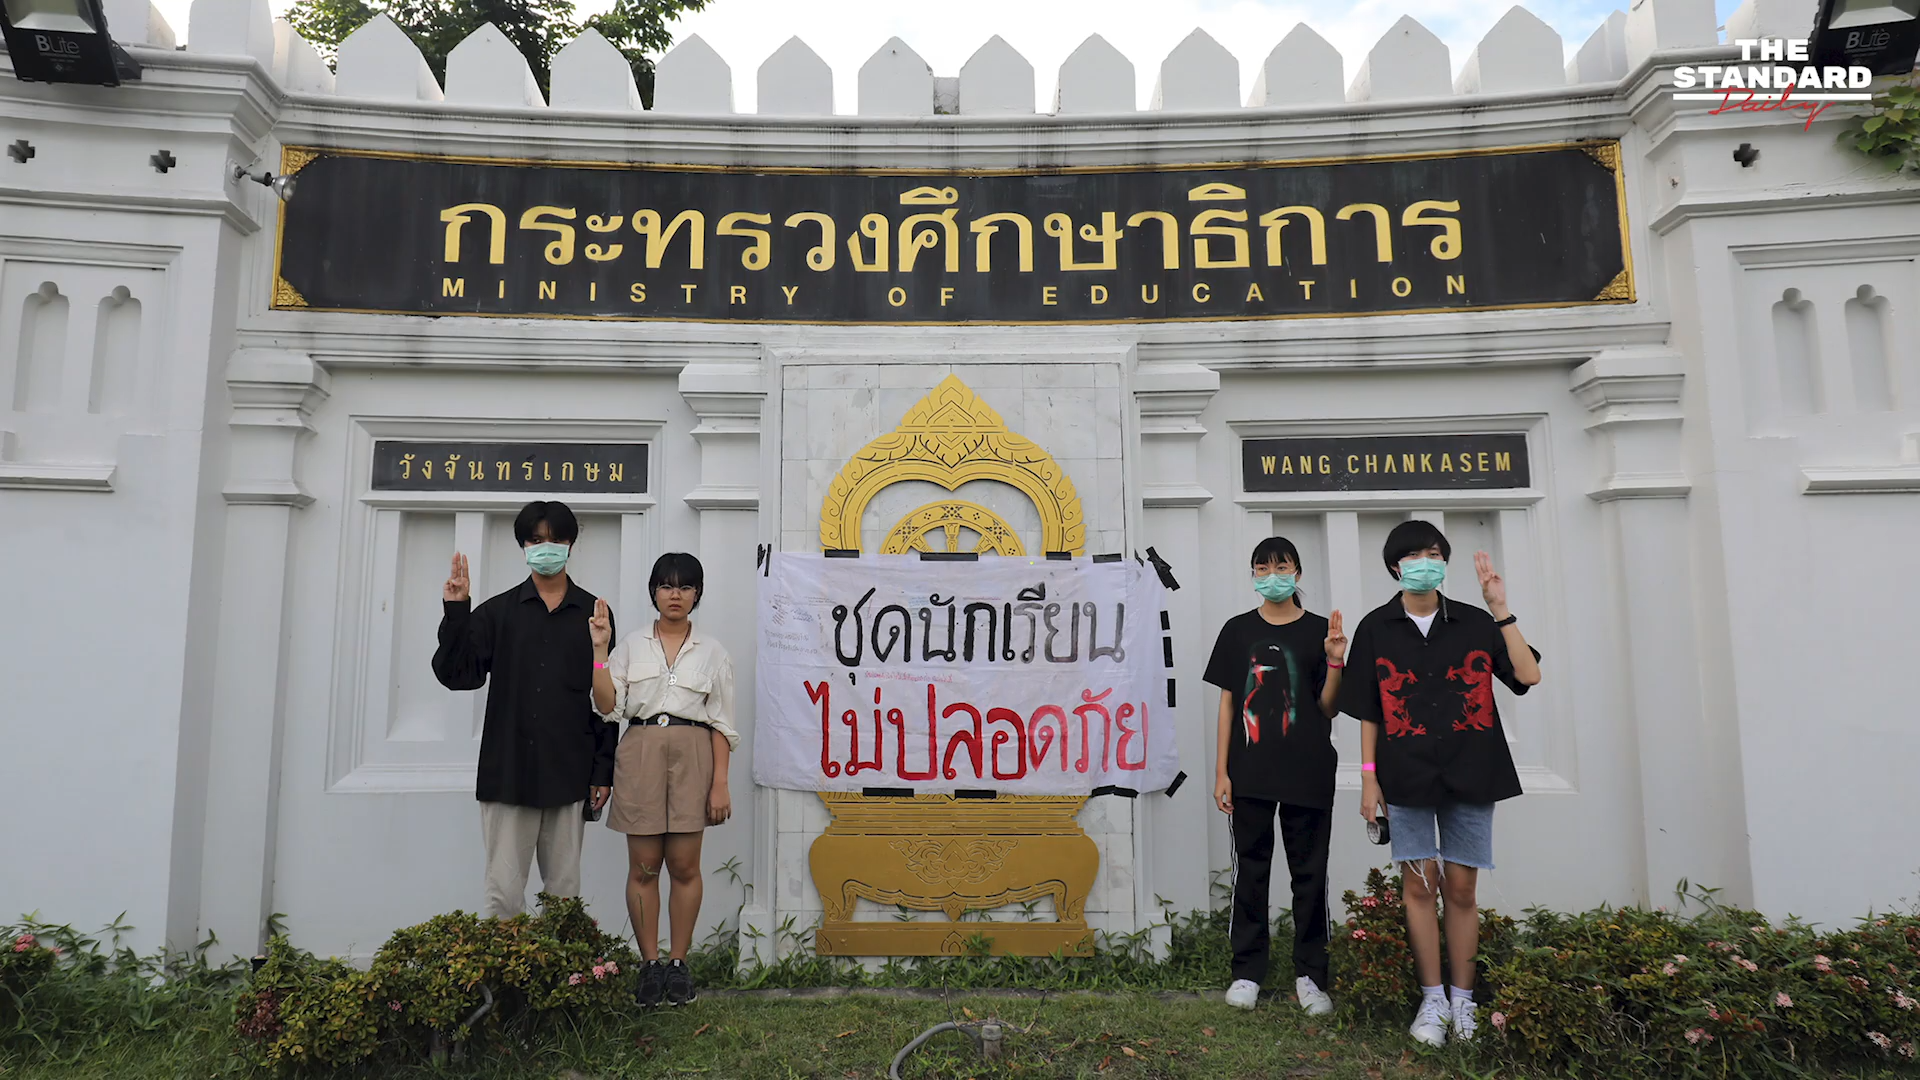 BLite
BLite
THE
STANDARD
Daily
กระทรวงศึกษาธิการ
MINISTRY OF EDUCATION
วังจันทรเกษม
WANG CHANKASEM
ชุดนักเรียน
ไม่ปลอดภัย